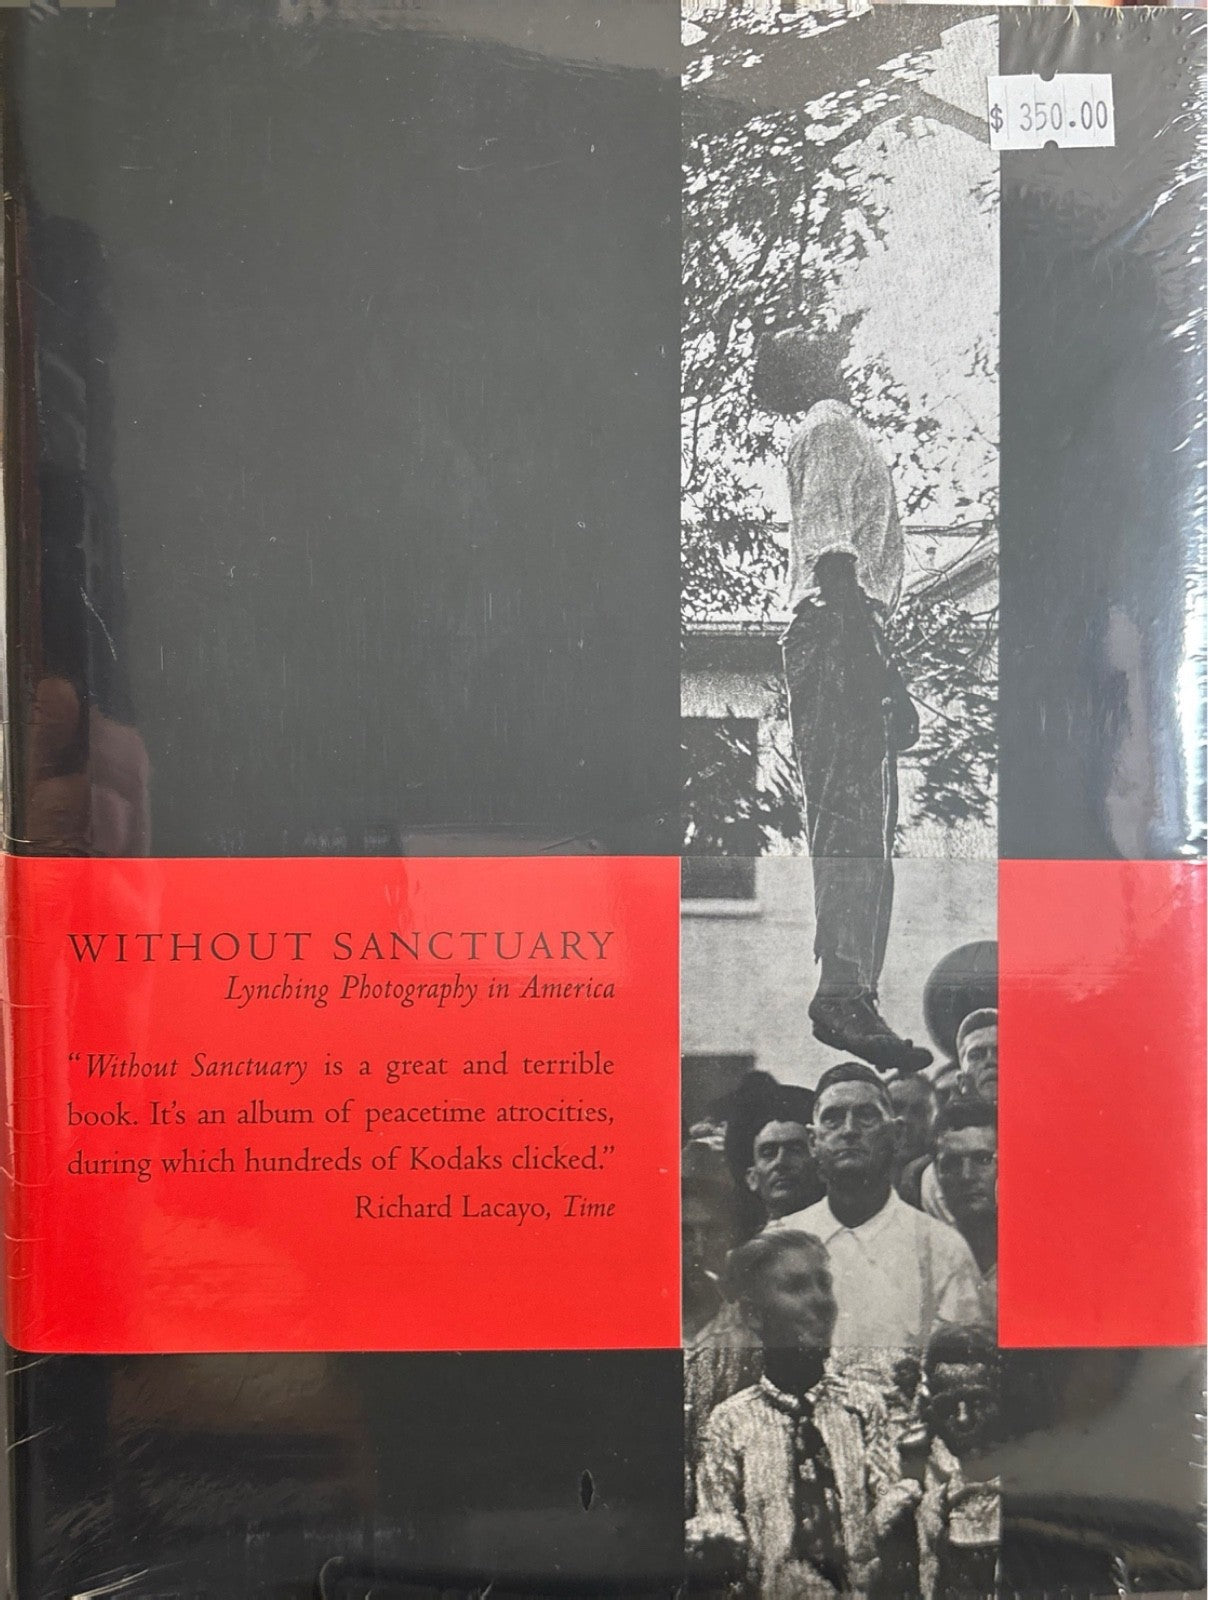 $ 350.00
WITHOUT SANCTUARY
Lynching Photography in America
“Without Sanctuary is a great and terrible
book. It’s an album of peacetime atrocities,
during which hundreds of Kodaks clicked.”
Richard Lacayo, Time